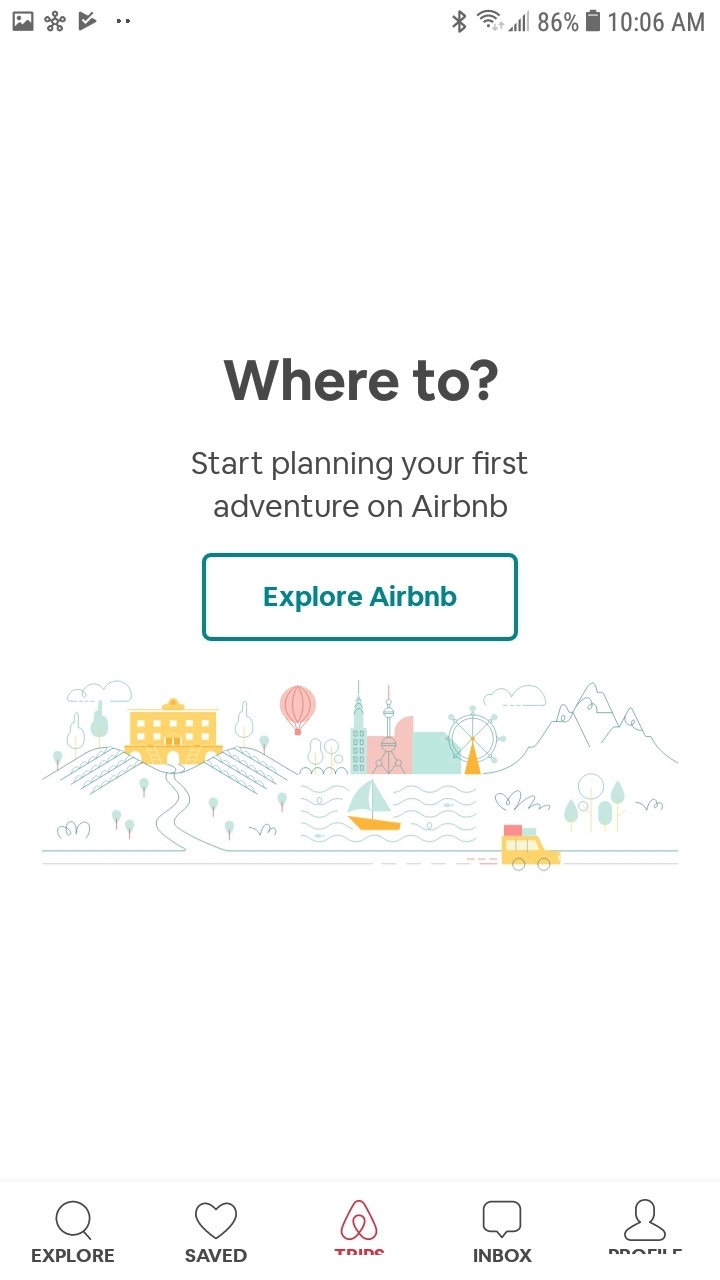 86% 10:06 AM
Where to?
Start planning your first
adventure on Airbnb
Explore Airbnb
EXPLORE SAVED TRIPS INBOX PROFILE